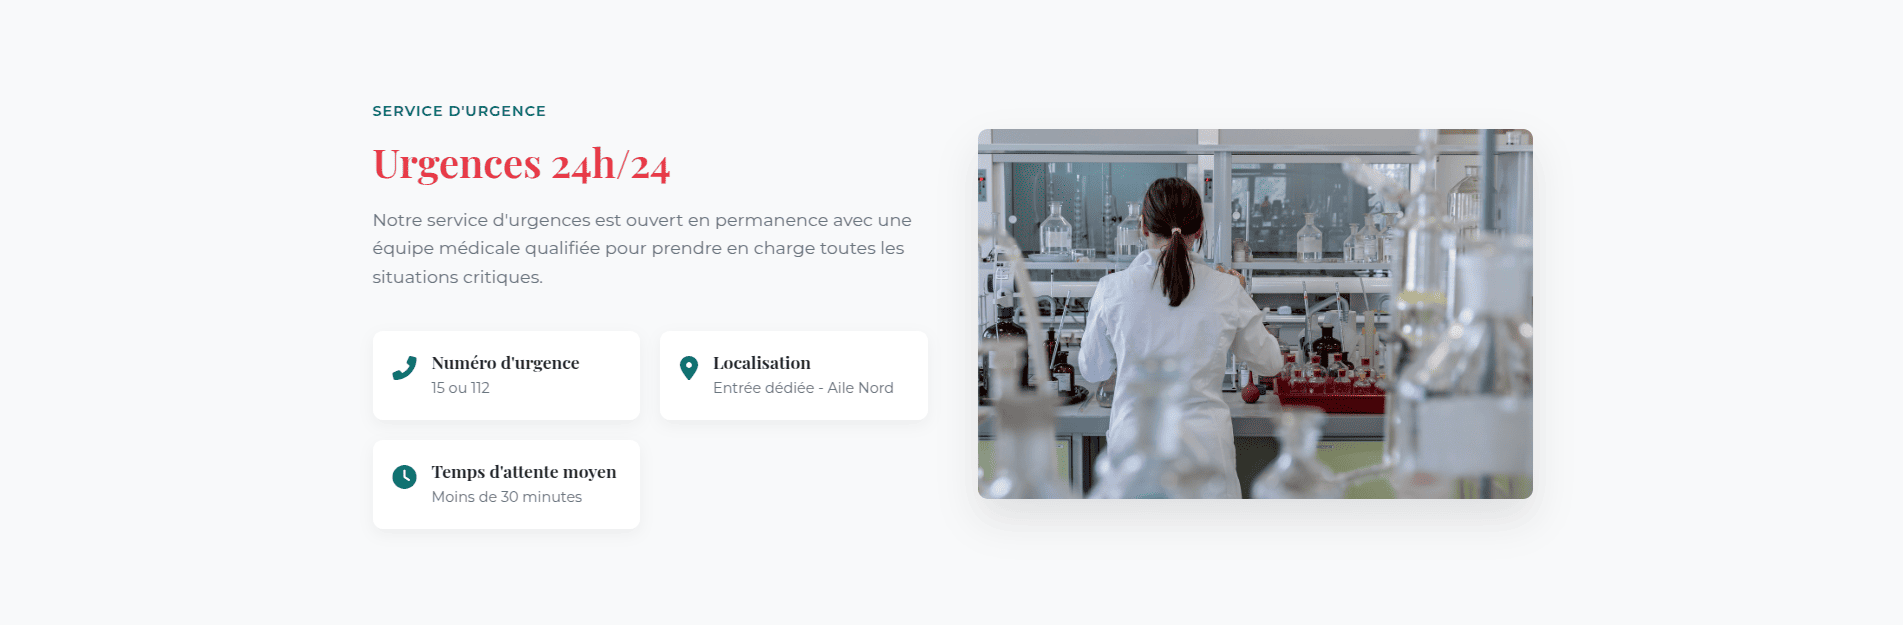 SERVICE D'URGENCE
Urgences 24h/24
Notre service d'urgences est ouvert en permanence avec une
équipe médicale qualifiée pour prendre en charge toutes les
situations critiques.
Numéro d'urgence
15 ou 112
Localisation
Entrée dédiée - Aile Nord
Temps d'attente moyen
Moins de 30 minutes